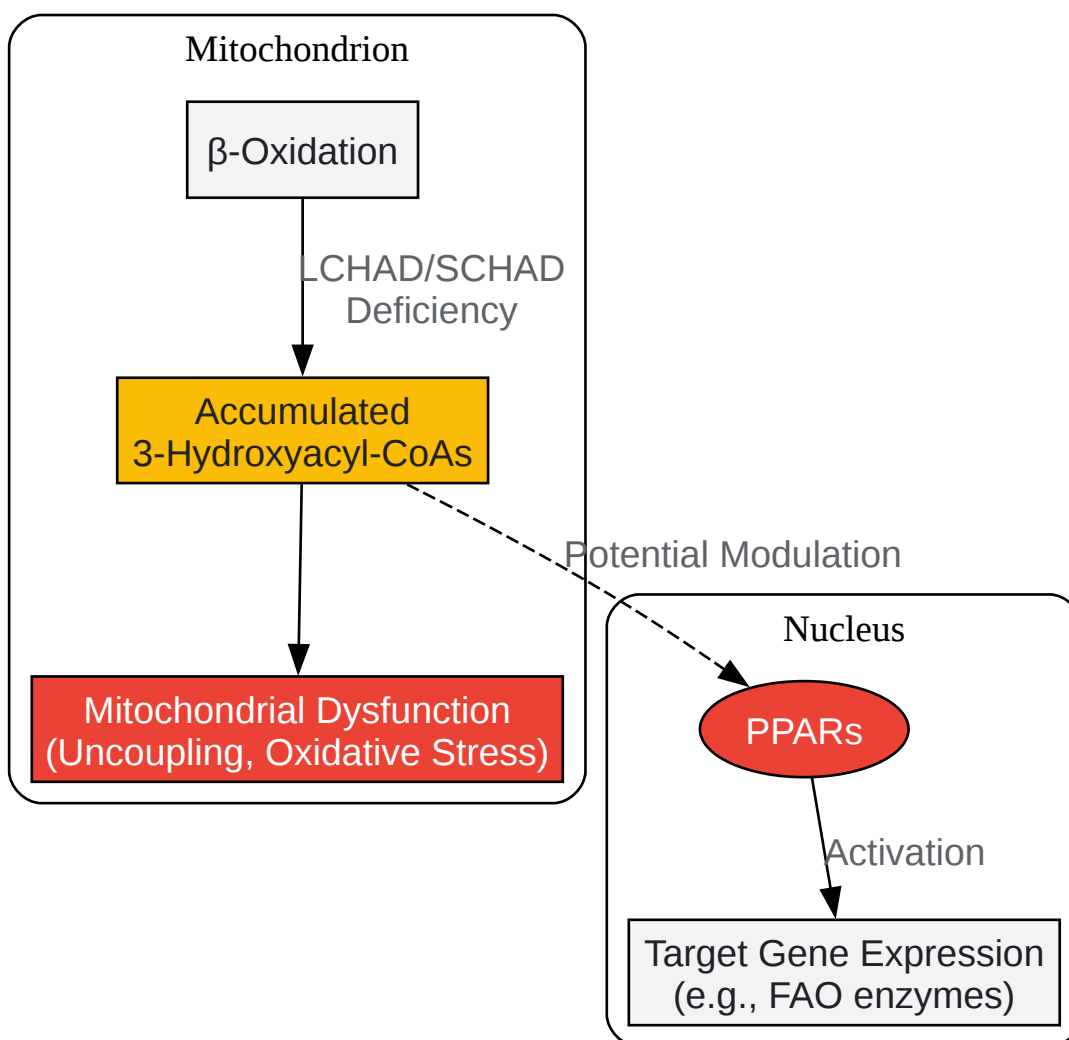 Mitochondrion
β-Oxidation
LCHAD/SCHAD
Deficiency
Accumulated
3-Hydroxyacyl-CoAs
Potential Modulation
Mitochondrial Dysfunction
(Uncoupling, Oxidative Stress)
Nucleus
PPARs
Activation
Target Gene Expression
(e.g., FAO enzymes)